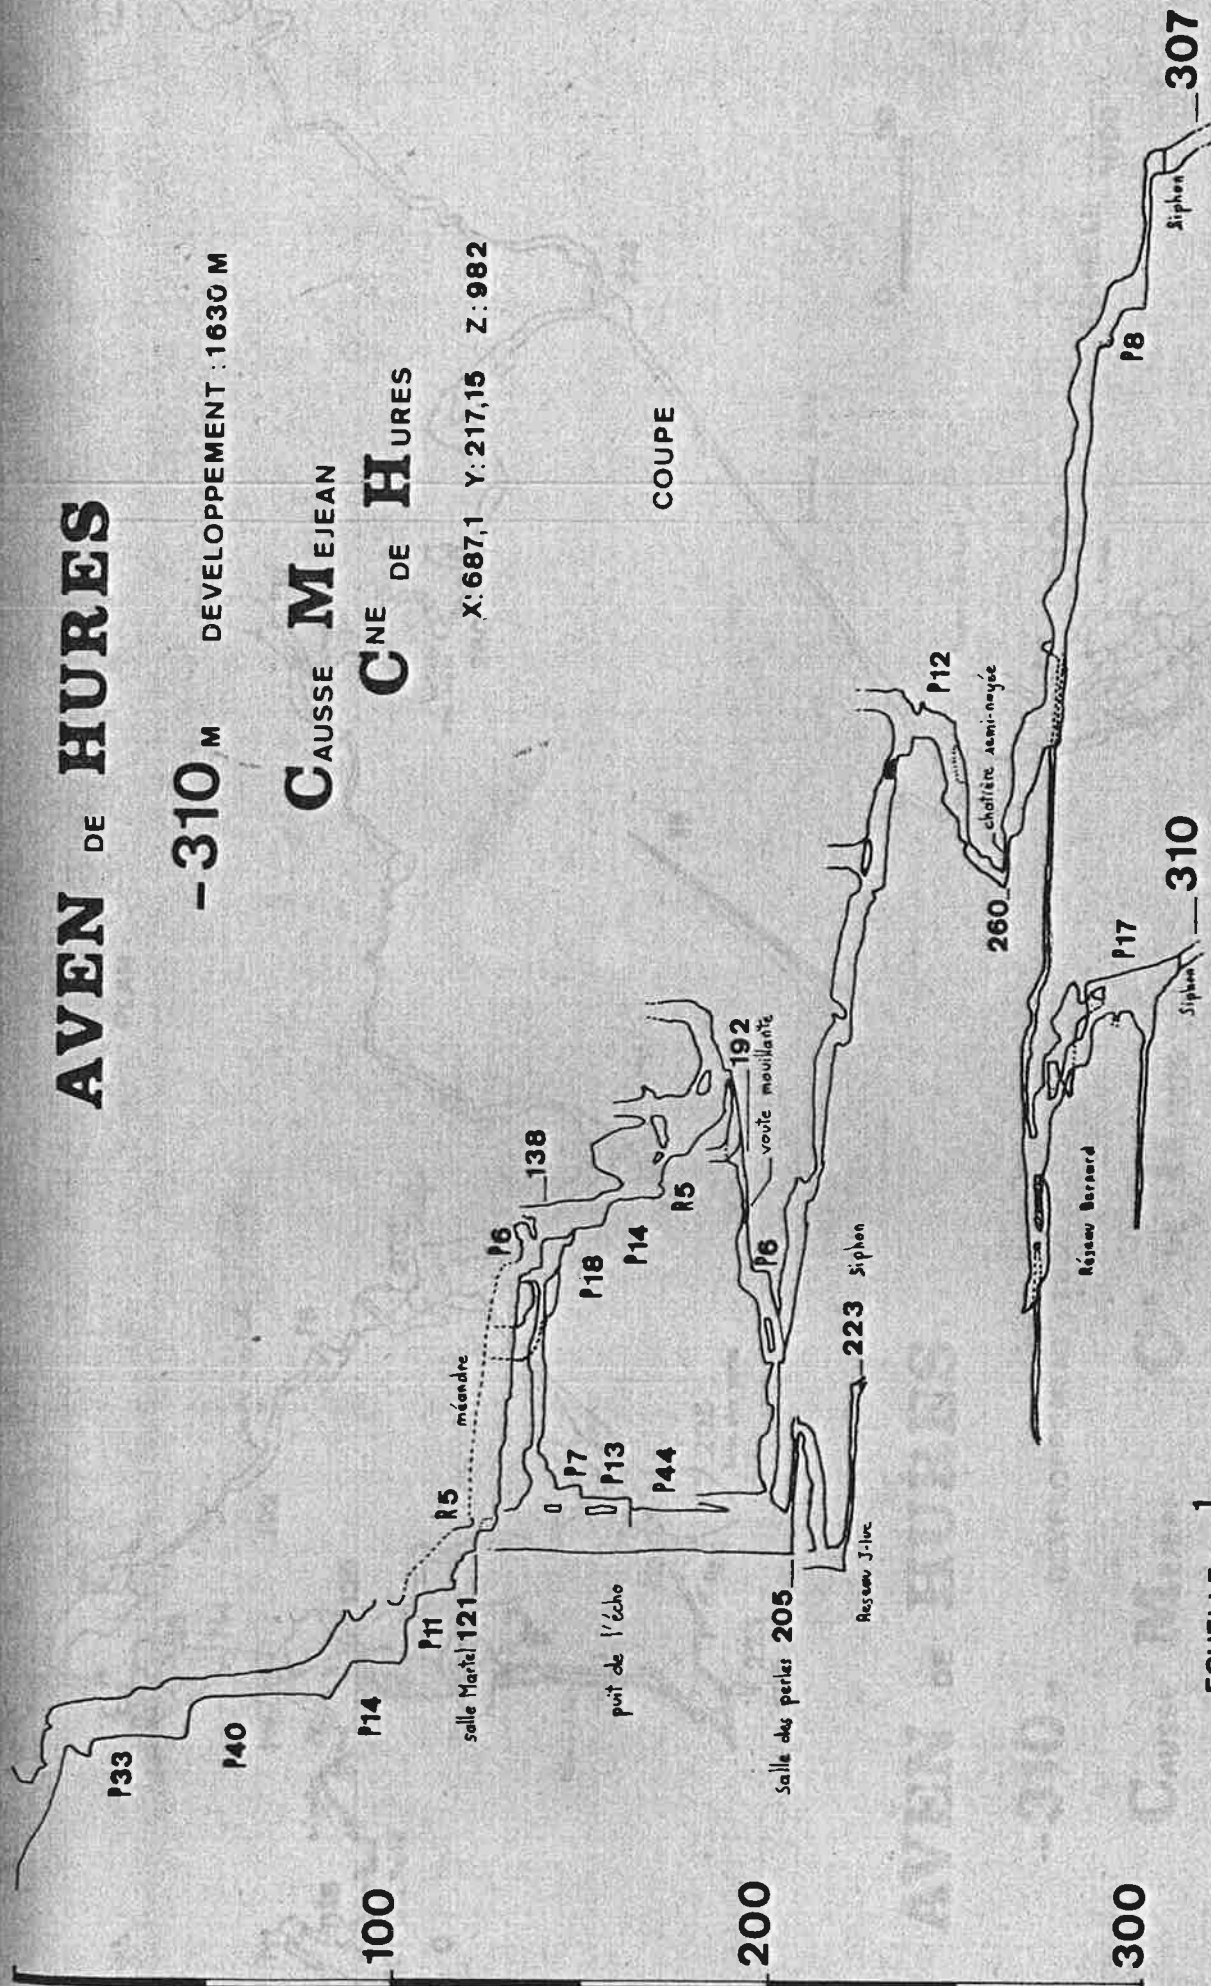 AVEN DE HURES
-310 M DEVELOPPEMENT : 1630 M
CAUSSE MEJEAN
CNE DE HURES
X:687,1 Y:217,15 Z:982
COUPE
P33
P40
P14
100
P11
R5
salle Martel 121
méandre
P6
138
P7
P13
P44
P18
P14
R5
puit de l'écho
192
voute mouillante
P6
200
Salle des perles 205
Reseau J-luc
223 Siphon
P12
chatière semi-noyée
260
Réseau Bernard
P17
Siphon
310
P8
Siphon
307
300
1